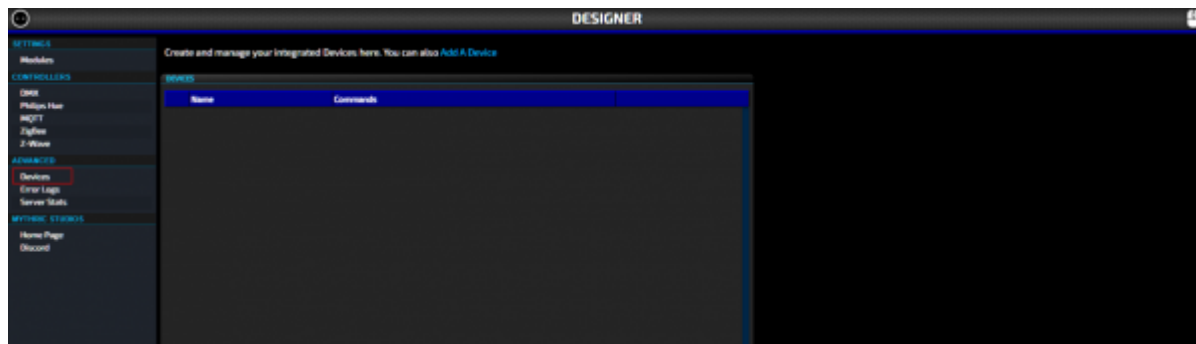 DESIGNER
SETTINGS
Modules
CONTROLLERS
DMX
Philips Hue
MQTT
ZigBee
Z-Wave
ADVANCED
Devices
Error Logs
Server Stats
MYTHRIC STUDIOS
Home Page
Discord
Create and manage your integrated Devices here. You can also Add A Device
DEVICES
Name Commands